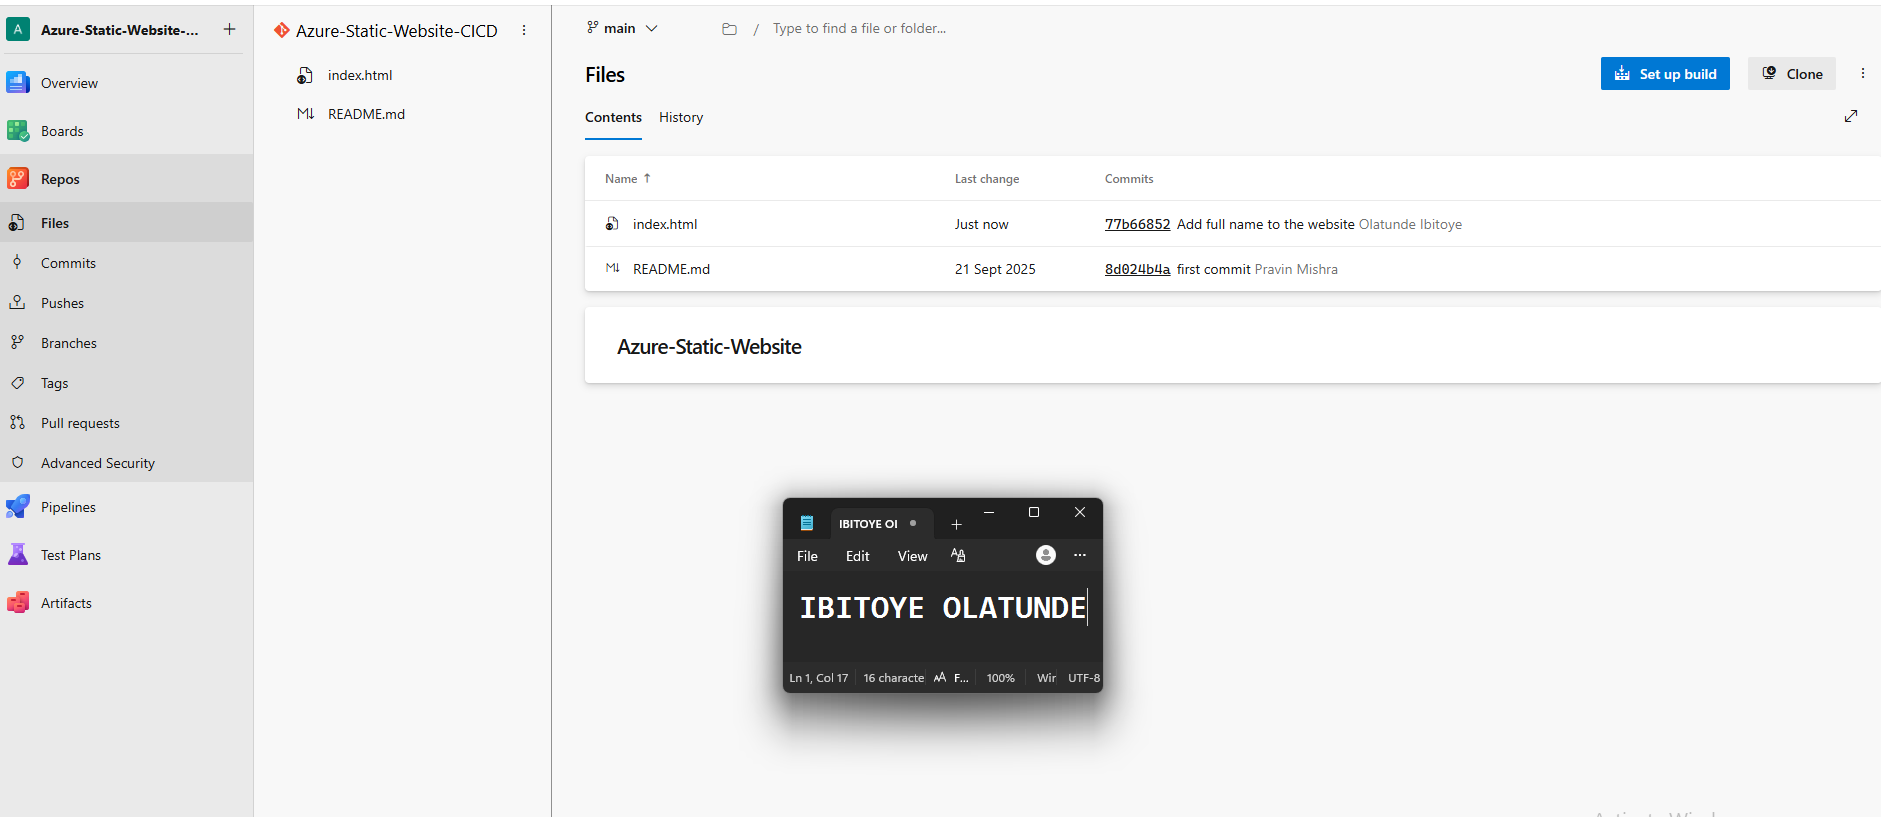 A Azure-Static-Website-... +
Overview
Boards
Repos
Files
Commits
Pushes
Branches
Tags
Pull requests
Advanced Security
Pipelines
Test Plans
Artifacts
Azure-Static-Website-CICD
index.html
README.md
main / Type to find a file or folder...
Files
Set up build Clone
Contents History
Name ↑ Last change Commits
index.html Just now 77b66852 Add full name to the website Olatunde Ibitoye
README.md 21 Sept 2025 8d024b4a first commit Pravin Mishra
Azure-Static-Website
IBITOYE OI
File Edit View
IBITOYE OLATUNDE
Ln 1, Col 17 16 characte F... 100% Wir UTF-8